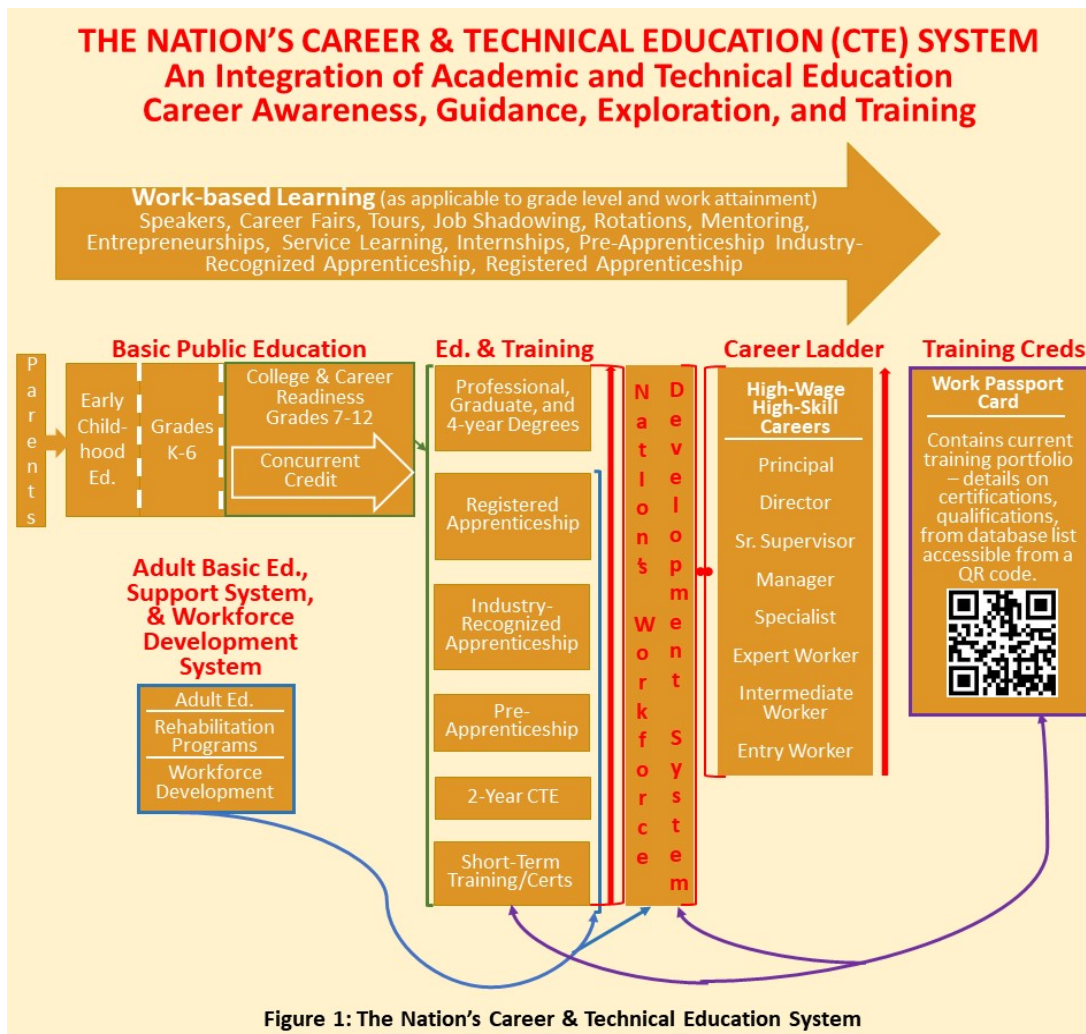 THE NATION'S CAREER & TECHNICAL EDUCATION (CTE) SYSTEM
An Integration of Academic and Technical Education
Career Awareness, Guidance, Exploration, and Training
Work-based Learning (as applicable to grade level and work attainment)
Speakers, Career Fairs, Tours, Job Shadowing, Rotations, Mentoring,
Entrepreneurships, Service Learning, Internships, Pre-Apprenticeship Industry-
Recognized Apprenticeship, Registered Apprenticeship
Parents
Basic Public Education
Early
Child-
hood
Ed.
Grades
K-6
College & Career
Readiness
Grades 7-12
Concurrent
Credit
Adult Basic Ed.,
Support System,
& Workforce
Development
System
Adult Ed.
Rehabilitation
Programs
Workforce
Development
Ed. & Training
Professional,
Graduate, and
4-year Degrees
Registered
Apprenticeship
Industry-
Recognized
Apprenticeship
Pre-
Apprenticeship
2-Year CTE
Short-Term
Training/Certs
Nation's Workforce
Development System
Career Ladder
High-Wage
High-Skill
Careers
Principal
Director
Sr. Supervisor
Manager
Specialist
Expert Worker
Intermediate
Worker
Entry Worker
Training Creds
Work Passport
Card
Contains current
training portfolio
– details on
certifications,
qualifications,
from database list
accessible from a
QR code.
Figure 1: The Nation's Career & Technical Education System